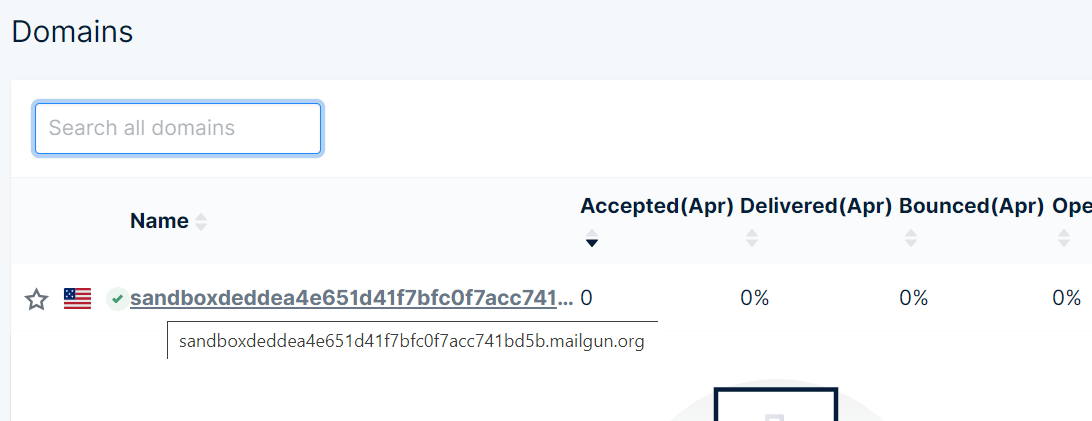 Domains
Search all domains
Name
Accepted(Apr) Delivered(Apr) Bounced(Apr) Ope
sandboxdeddea4e651d41f7bfc0f7acc741... 0 0% 0% 0%
sandboxdeddea4e651d41f7bfc0f7acc741bd5b.mailgun.org